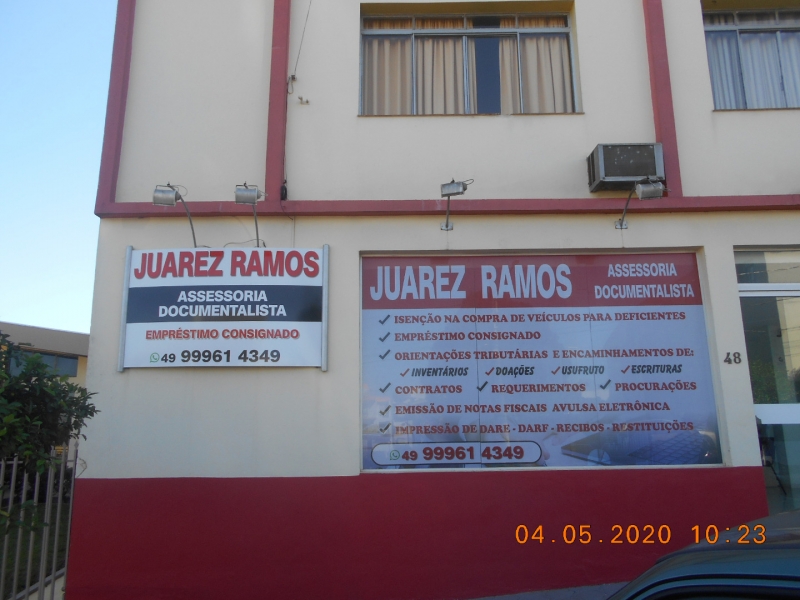 JUAREZ RAMOS
ASSESSORIA
DOCUMENTALISTA
EMPRÉSTIMO CONSIGNADO
49 99961 4349
JUAREZ RAMOS
ASSESSORIA
DOCUMENTALISTA
ISENÇÃO NA COMPRA DE VEÍCULOS PARA DEFICIENTES
EMPRÉSTIMO CONSIGNADO
ORIENTAÇÕES TRIBUTÁRIAS E ENCAMINHAMENTOS DE:
INVENTÁRIOS DOAÇÕES USUFRUTO ESCRITURAS
CONTRATOS REQUERIMENTOS PROCURAÇÕES
EMISSÃO DE NOTAS FISCAIS AVULSA ELETRÔNICA
IMPRESSÃO DE DARE - DARF - RECIBOS - RESTITUIÇÕES
49 99961 4349
48
04.05.2020 10:23